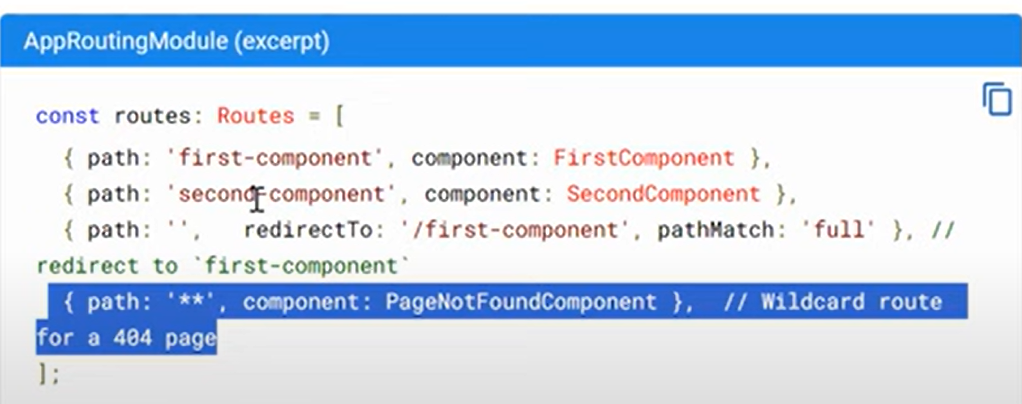 AppRoutingModule (excerpt)
const routes: Routes = [
{ path: 'first-component', component: FirstComponent },
{ path: 'second-component', component: SecondComponent },
{ path: '',   redirectTo: '/first-component', pathMatch: 'full' }, //
redirect to `first-component`
{ path: '**', component: PageNotFoundComponent },  // Wildcard route
for a 404 page
];